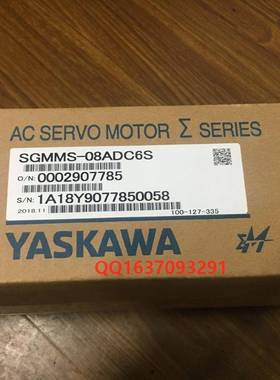 AC SERVO MOTOR Σ SERIES
SGMMS-08ADC6S
O/N: 0002907785
S/N: 1A18Y9077850058
2018.11 100-127-335
QQ1637093291
YASKAWA